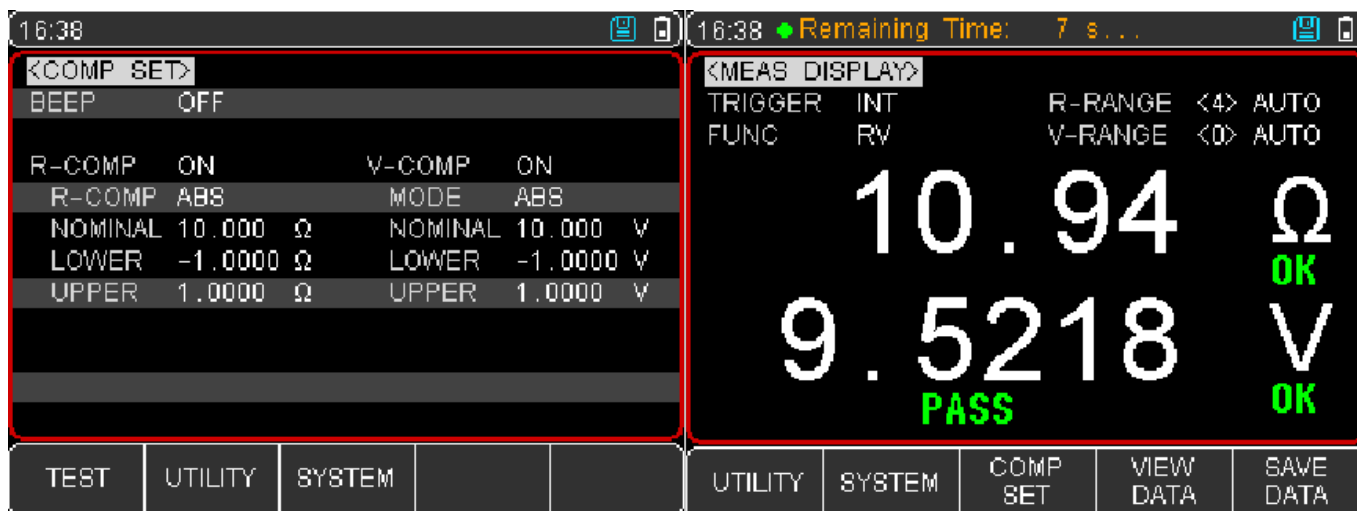 16:38
<COMP SET>
BEEP OFF
R-COMP ON V-COMP ON
R-COMP ABS MODE ABS
NOMINAL 10.000 Ω NOMINAL 10.000 V
LOWER -1.0000 Ω LOWER -1.0000 V
UPPER 1.0000 Ω UPPER 1.0000 V
TEST UTILITY SYSTEM
16:38 Remaining Time: 7 s...
<MEAS DISPLAY>
TRIGGER INT R-RANGE <4> AUTO
FUNC RV V-RANGE <0> AUTO
10.94 Ω
OK
9.5218 V
PASS OK
UTILITY SYSTEM COMP SET VIEW DATA SAVE DATA